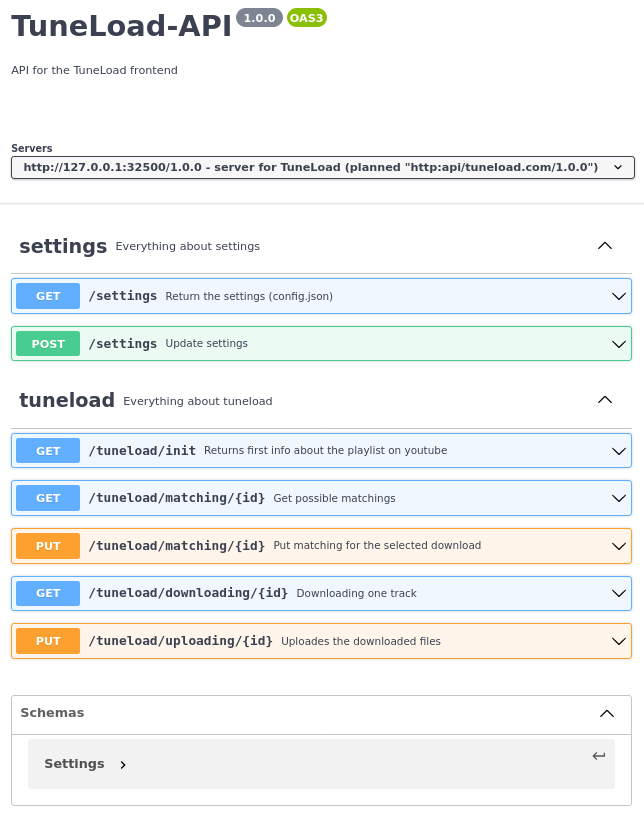 TuneLoad-API 1.0.0 OAS3
API for the TuneLoad frontend
Servers
http://127.0.0.1:32500/1.0.0 - server for TuneLoad (planned "http:api/tuneload.com/1.0.0")
settings Everything about settings
GET /settings Return the settings (config.json)
POST /settings Update settings
tuneload Everything about tuneload
GET /tuneload/init Returns first info about the playlist on youtube
GET /tuneload/matching/{id} Get possible matchings
PUT /tuneload/matching/{id} Put matching for the selected download
GET /tuneload/downloading/{id} Downloading one track
PUT /tuneload/uploading/{id} Uploades the downloaded files
Schemas
Settings